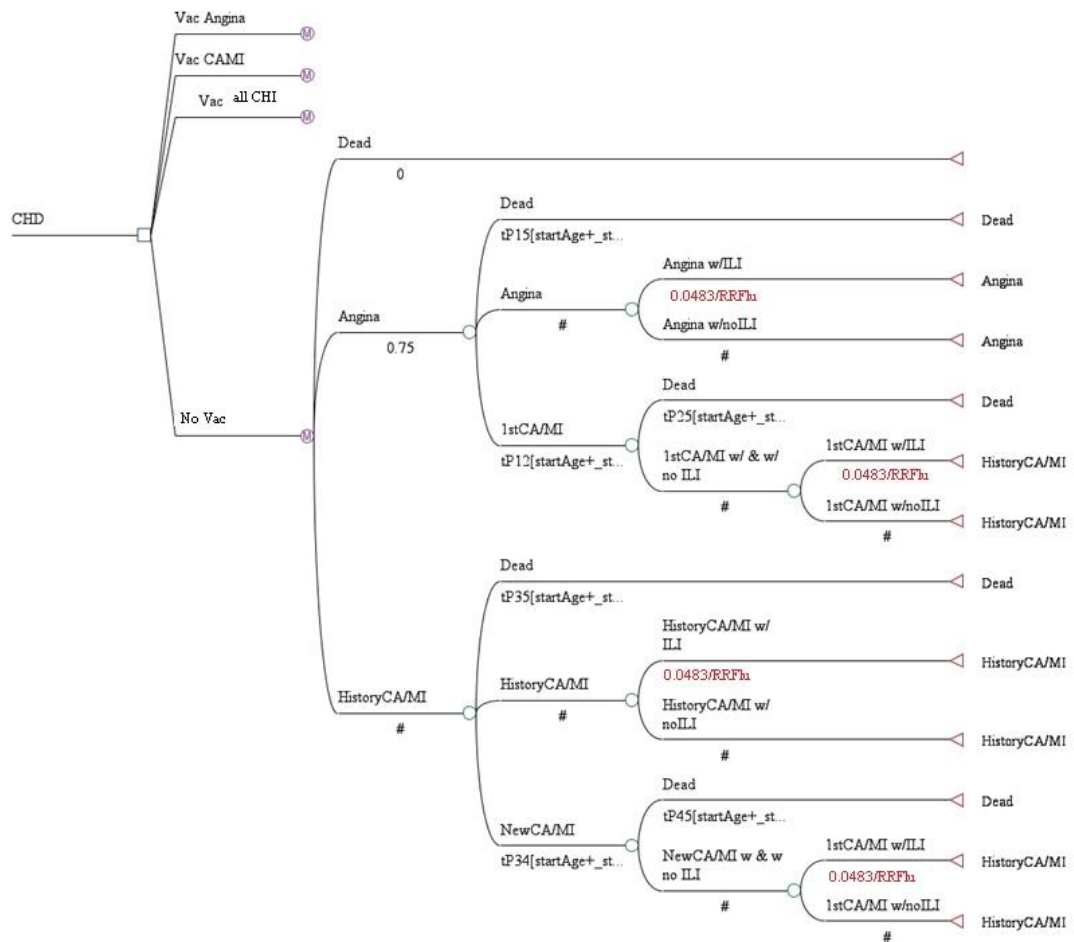 Vac Angina
M
Vac CAMI
M
Vac all CHI
M
Dead
0
CHD
Dead
Dead
tP15[startAge+_st...
Angina w/ILI
Angina
0.0483/RRFlu
Angina
#
Angina w/noILI
Angina
#
Angina
0.75
Dead
Dead
tP25[startAge+_st...
1stCA/MI
tP12[startAge+_st...
1stCA/MI w/ & w/
no ILI
#
1stCA/MI w/ILI
HistoryCA/MI
0.0483/RRFlu
1stCA/MI w/noILI
HistoryCA/MI
#
No Vac
M
Dead
Dead
tP35[startAge+_st...
HistoryCA/MI w/
ILI
HistoryCA/MI
0.0483/RRFlu
HistoryCA/MI
#
HistoryCA/MI w/
noILI
HistoryCA/MI
#
HistoryCA/MI
#
Dead
Dead
tP45[startAge+_st...
NewCA/MI
tP34[startAge+_st...
NewCA/MI w & w
no ILI
#
1stCA/MI w/ILI
HistoryCA/MI
0.0483/RRFlu
1stCA/MI w/noILI
HistoryCA/MI
#